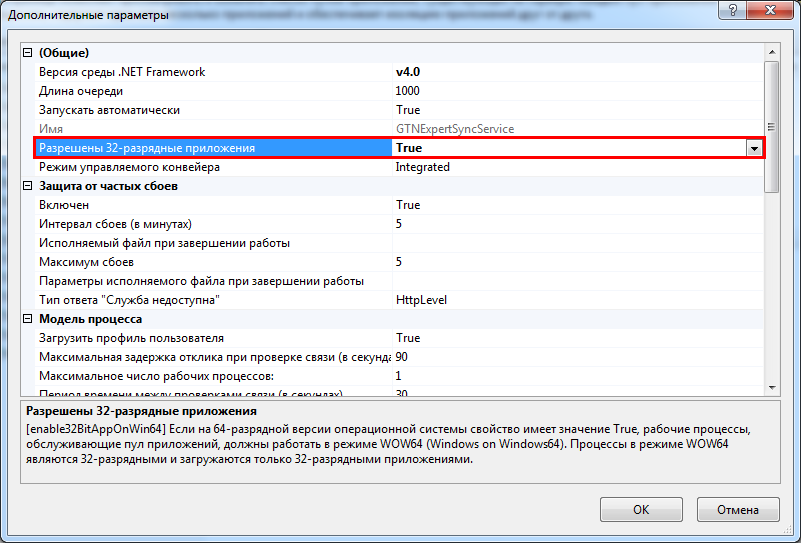 Дополнительные параметры
(Общие)
Версия среды .NET Framework v4.0
Длина очереди 1000
Запускать автоматически True
Имя GTNExpertSyncService
Разрешены 32-разрядные приложения True
Режим управляемого конвейера Integrated
Защита от частых сбоев
Включен True
Интервал сбоев (в минутах) 5
Исполняемый файл при завершении работы
Максимум сбоев 5
Параметры исполняемого файла при завершении работы
Тип ответа "Служба недоступна" HttpLevel
Модель процесса
Загрузить профиль пользователя True
Максимальная задержка отклика при проверке связи (в секунда 90
Максимальное число рабочих процессов: 1
Период времени между проверками связи (в секундах) 30
Разрешены 32-разрядные приложения
[enable32BitAppOnWin64] Если на 64-разрядной версии операционной системы свойство имеет значение True, рабочие процессы,
обслуживающие пул приложений, должны работать в режиме WOW64 (Windows on Windows64). Процессы в режиме WOW64
являются 32-разрядными и загружаются только 32-разрядными приложениями.
OK Отмена